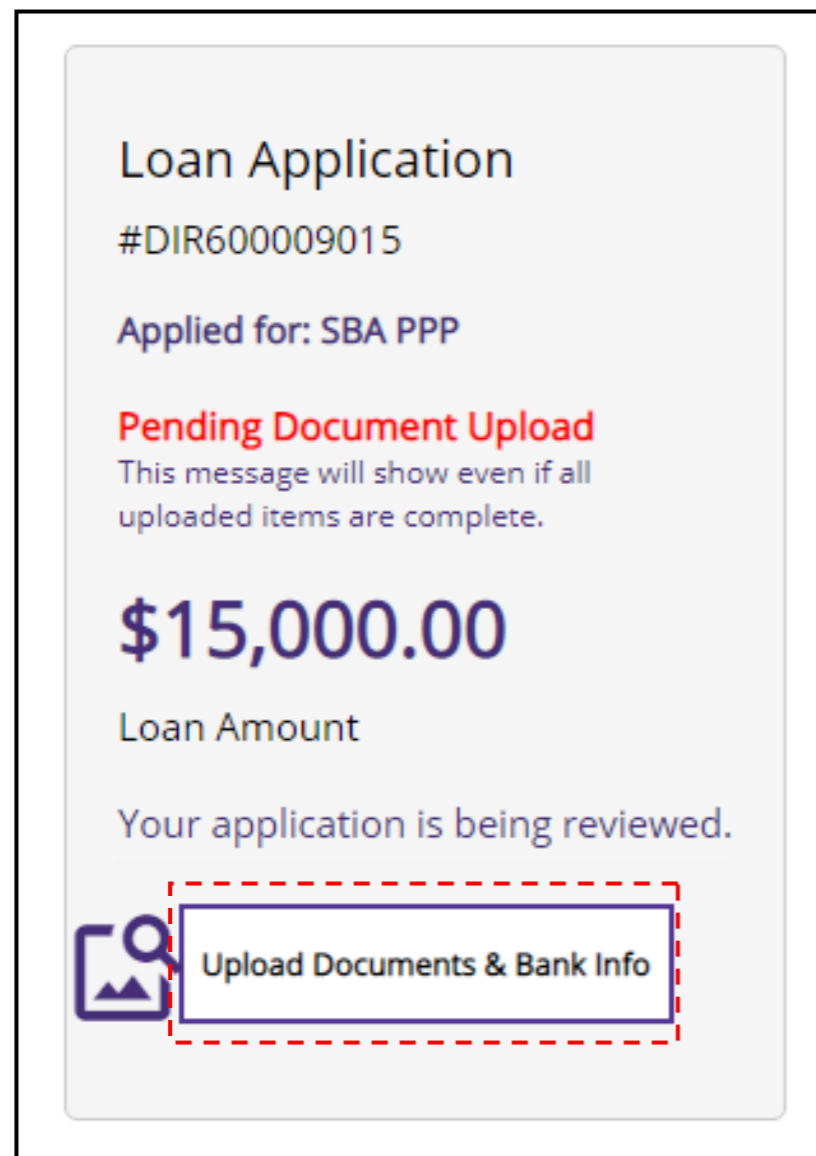 Loan Application
#DIR600009015
Applied for: SBA PPP
Pending Document Upload
This message will show even if all
uploaded items are complete.
$15,000.00
Loan Amount
Your application is being reviewed.
Upload Documents & Bank Info